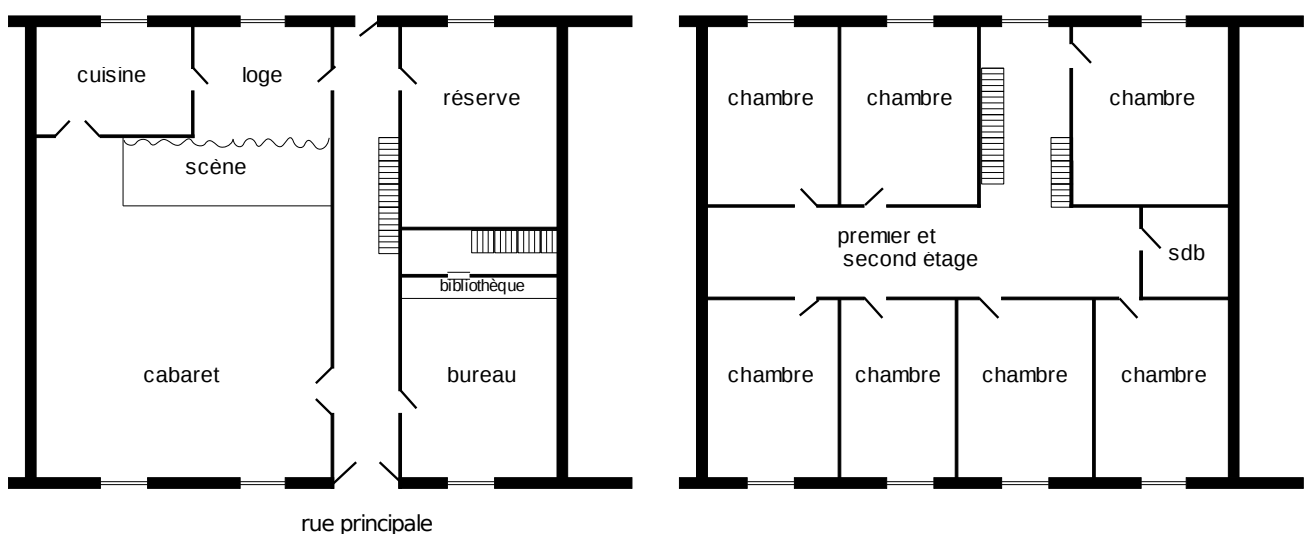 cuisine
loge
réserve
scène
bibliothèque
cabaret
bureau
rue principale
chambre
chambre
chambre
premier et
second étage
sdb
chambre
chambre
chambre
chambre